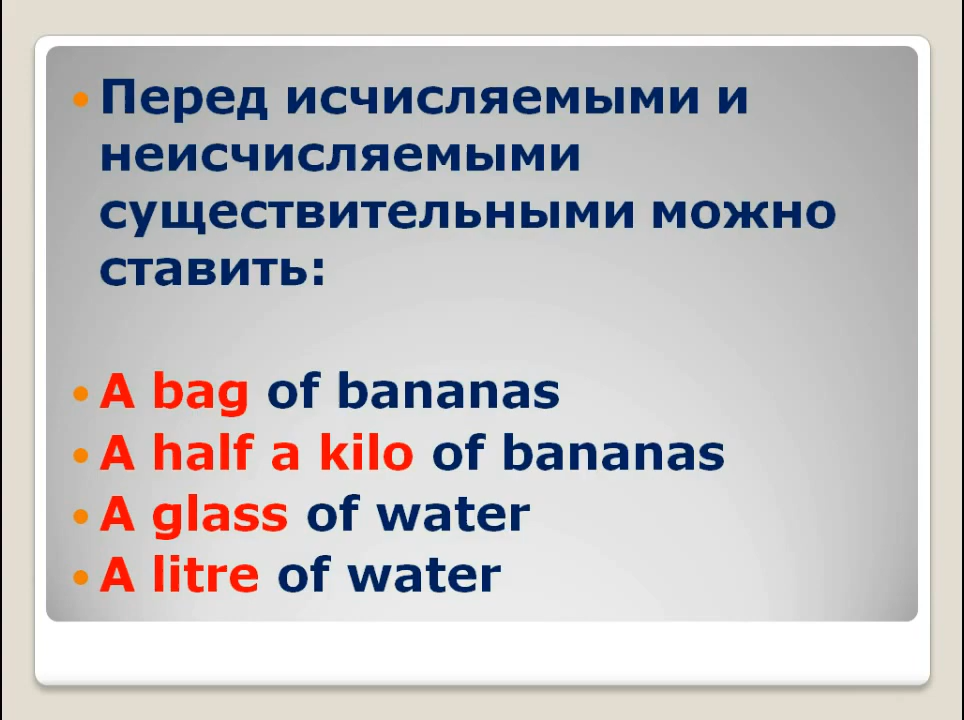 Перед исчисляемыми и
неисчисляемыми
существительными можно
ставить:
A bag of bananas
A half a kilo of bananas
A glass of water
A litre of water